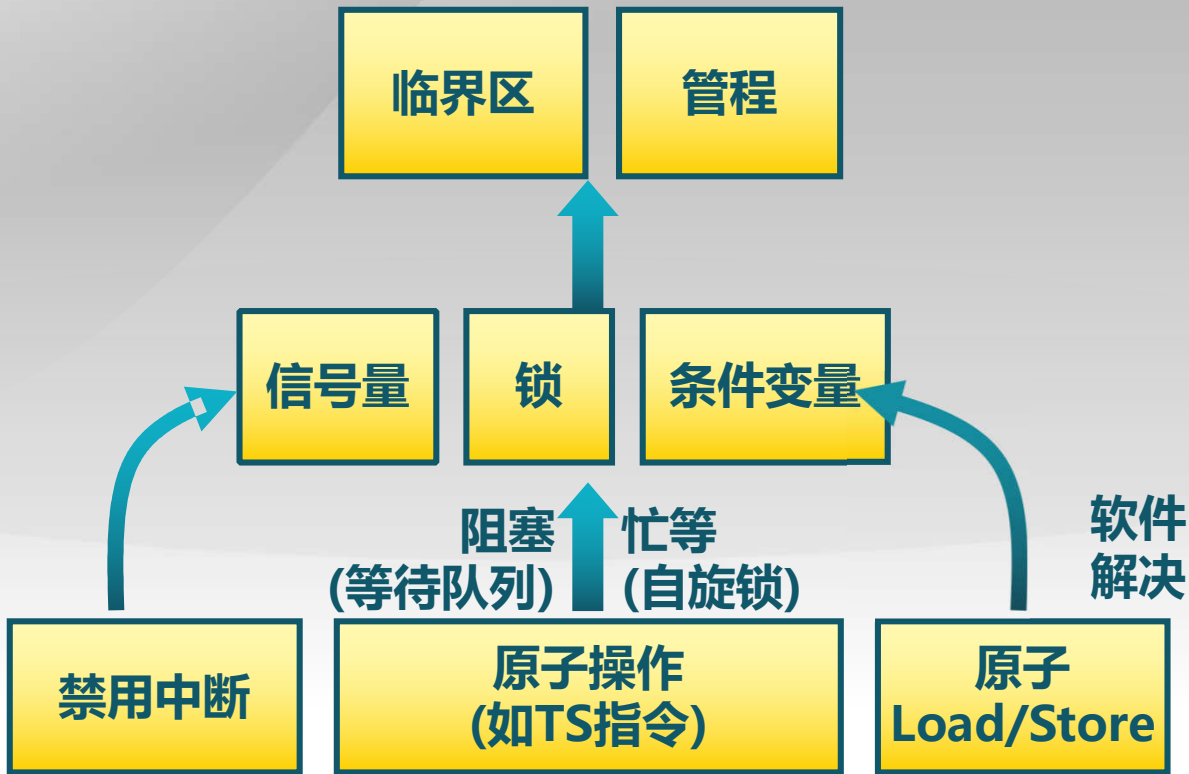 临界区
管程
信号量
锁
条件变量
阻塞
(等待队列)
忙等
(自旋锁)
软件
解决
禁用中断
原子操作
(如TS指令)
原子
Load/Store